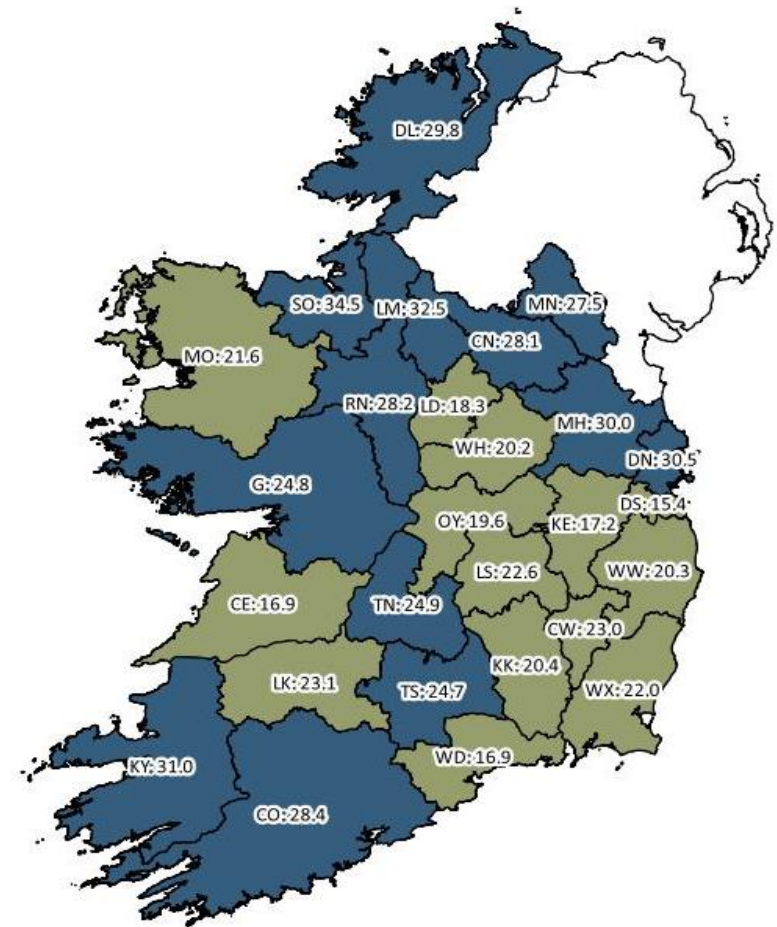 DL: 29.8
SO: 34.5
LM: 32.5
MN: 27.5
CN: 28.1
MO: 21.6
RN: 28.2
LD: 18.3
MH: 30.0
WH: 20.2
DN: 30.5
G: 24.8
DS: 15.4
OY: 19.6
KE: 17.2
LS: 22.6
WW: 20.3
CE: 16.9
TN: 24.9
CW: 23.0
KK: 20.4
LK: 23.1
TS: 24.7
WX: 22.0
WD: 16.9
KY: 31.0
CO: 28.4